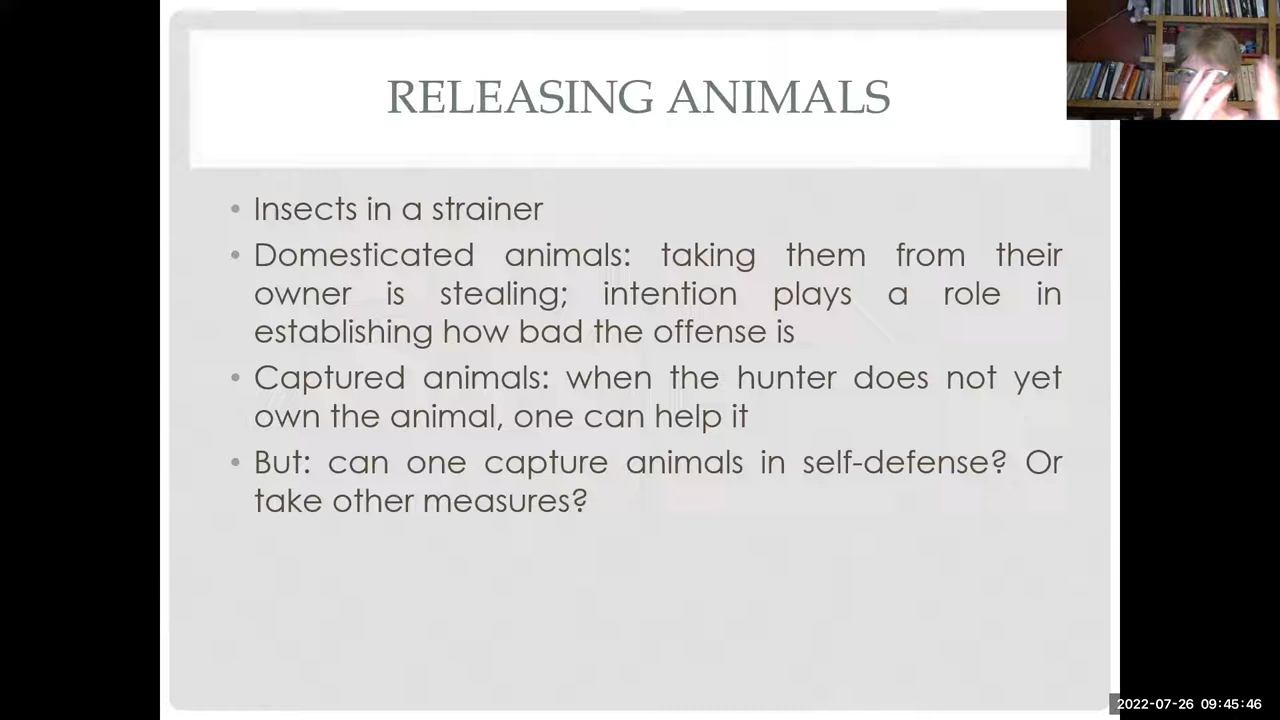 RELEASING ANIMALS
• Insects in a strainer
• Domesticated animals: taking them from their
owner is stealing; intention plays a role in
establishing how bad the offense is
• Captured animals: when the hunter does not yet
own the animal, one can help it
• But: can one capture animals in self-defense? Or
take other measures?
2022-07-26 09:45:46